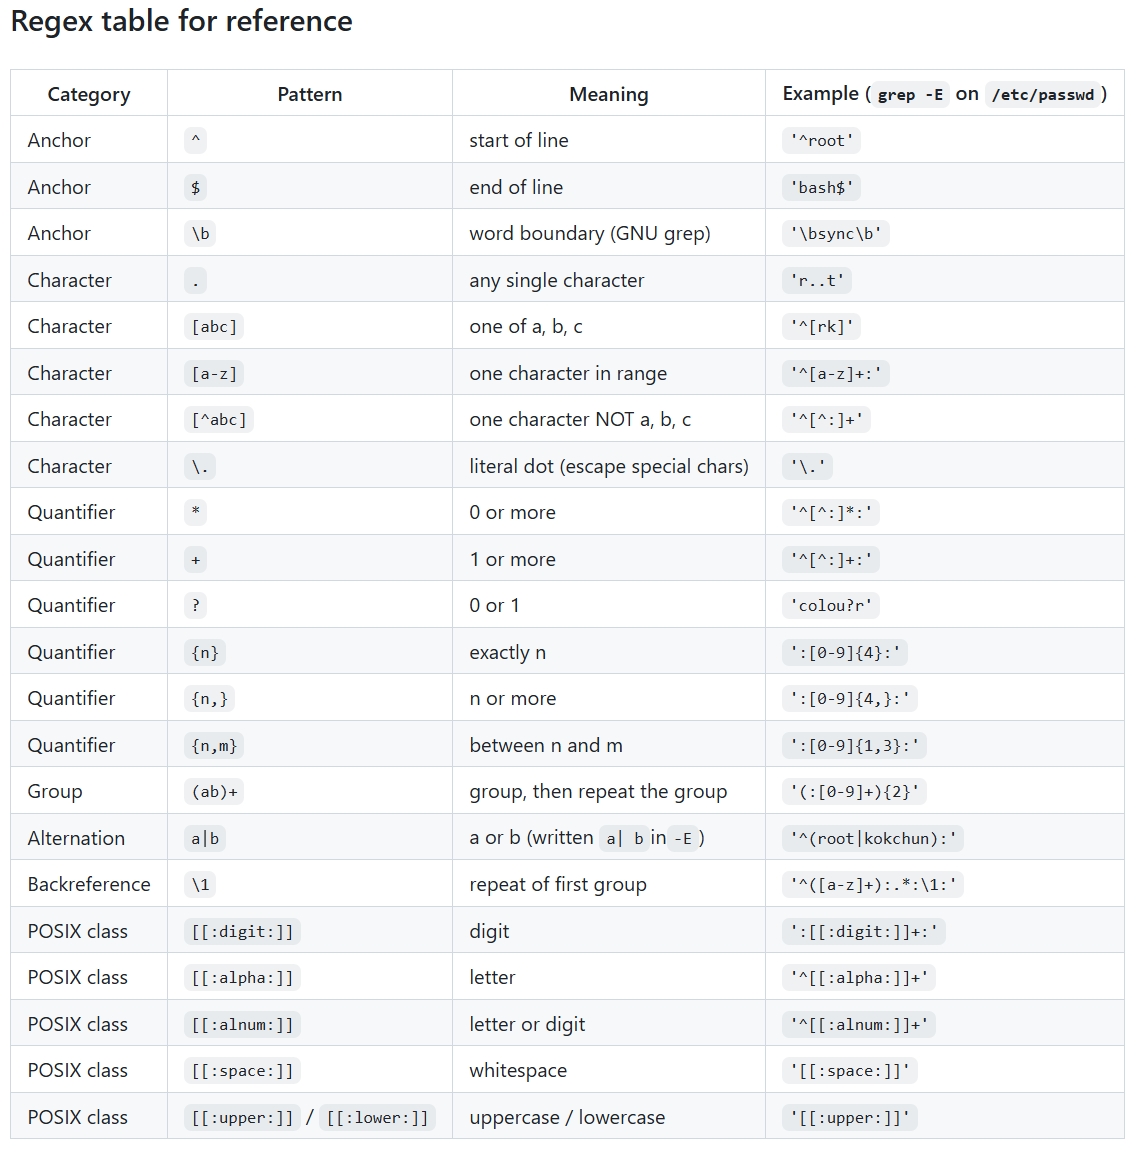 Regex table for reference
Category Pattern Meaning Example ( grep -E on /etc/passwd )
Anchor ^ start of line '^root'
Anchor $ end of line 'bash$'
Anchor \b word boundary (GNU grep) '\bsync\b'
Character . any single character 'r..t'
Character [abc] one of a, b, c '^[rk]'
Character [a-z] one character in range '^[a-z]+:'
Character [^abc] one character NOT a, b, c '^[^:]+'
Character \. literal dot (escape special chars) '\.'
Quantifier * 0 or more '^[^:]*:'
Quantifier + 1 or more '^[^:]+:'
Quantifier ? 0 or 1 'colou?r'
Quantifier {n} exactly n ':[0-9]{4}:'
Quantifier {n,} n or more ':[0-9]{4,}:'
Quantifier {n,m} between n and m ':[0-9]{1,3}:'
Group (ab)+ group, then repeat the group '(:[0-9]+){2}'
Alternation a|b a or b (written a| b in -E ) '^(root|kokchun):'
Backreference \1 repeat of first group '^([a-z]+):.*:\1:'
POSIX class [[:digit:]] digit ':[[:digit:]]+:'
POSIX class [[:alpha:]] letter '^[[:alpha:]]+'
POSIX class [[:alnum:]] letter or digit '^[[:alnum:]]+'
POSIX class [[:space:]] whitespace '[[:space:]]'
POSIX class [[:upper:]] / [[:lower:]] uppercase / lowercase '[[:upper:]]'